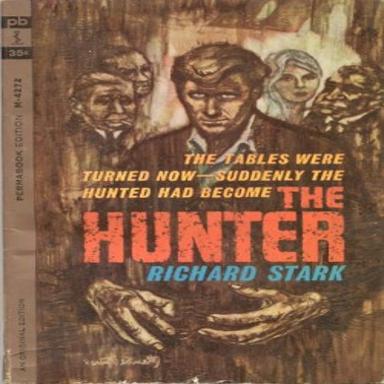 pb
35¢
PERMABOOK EDITION M-4272
AN ORIGINAL EDITION
THE TABLES WERE
TURNED NOW—SUDDENLY THE
HUNTED HAD BECOME THE
HUNTER
RICHARD STARK